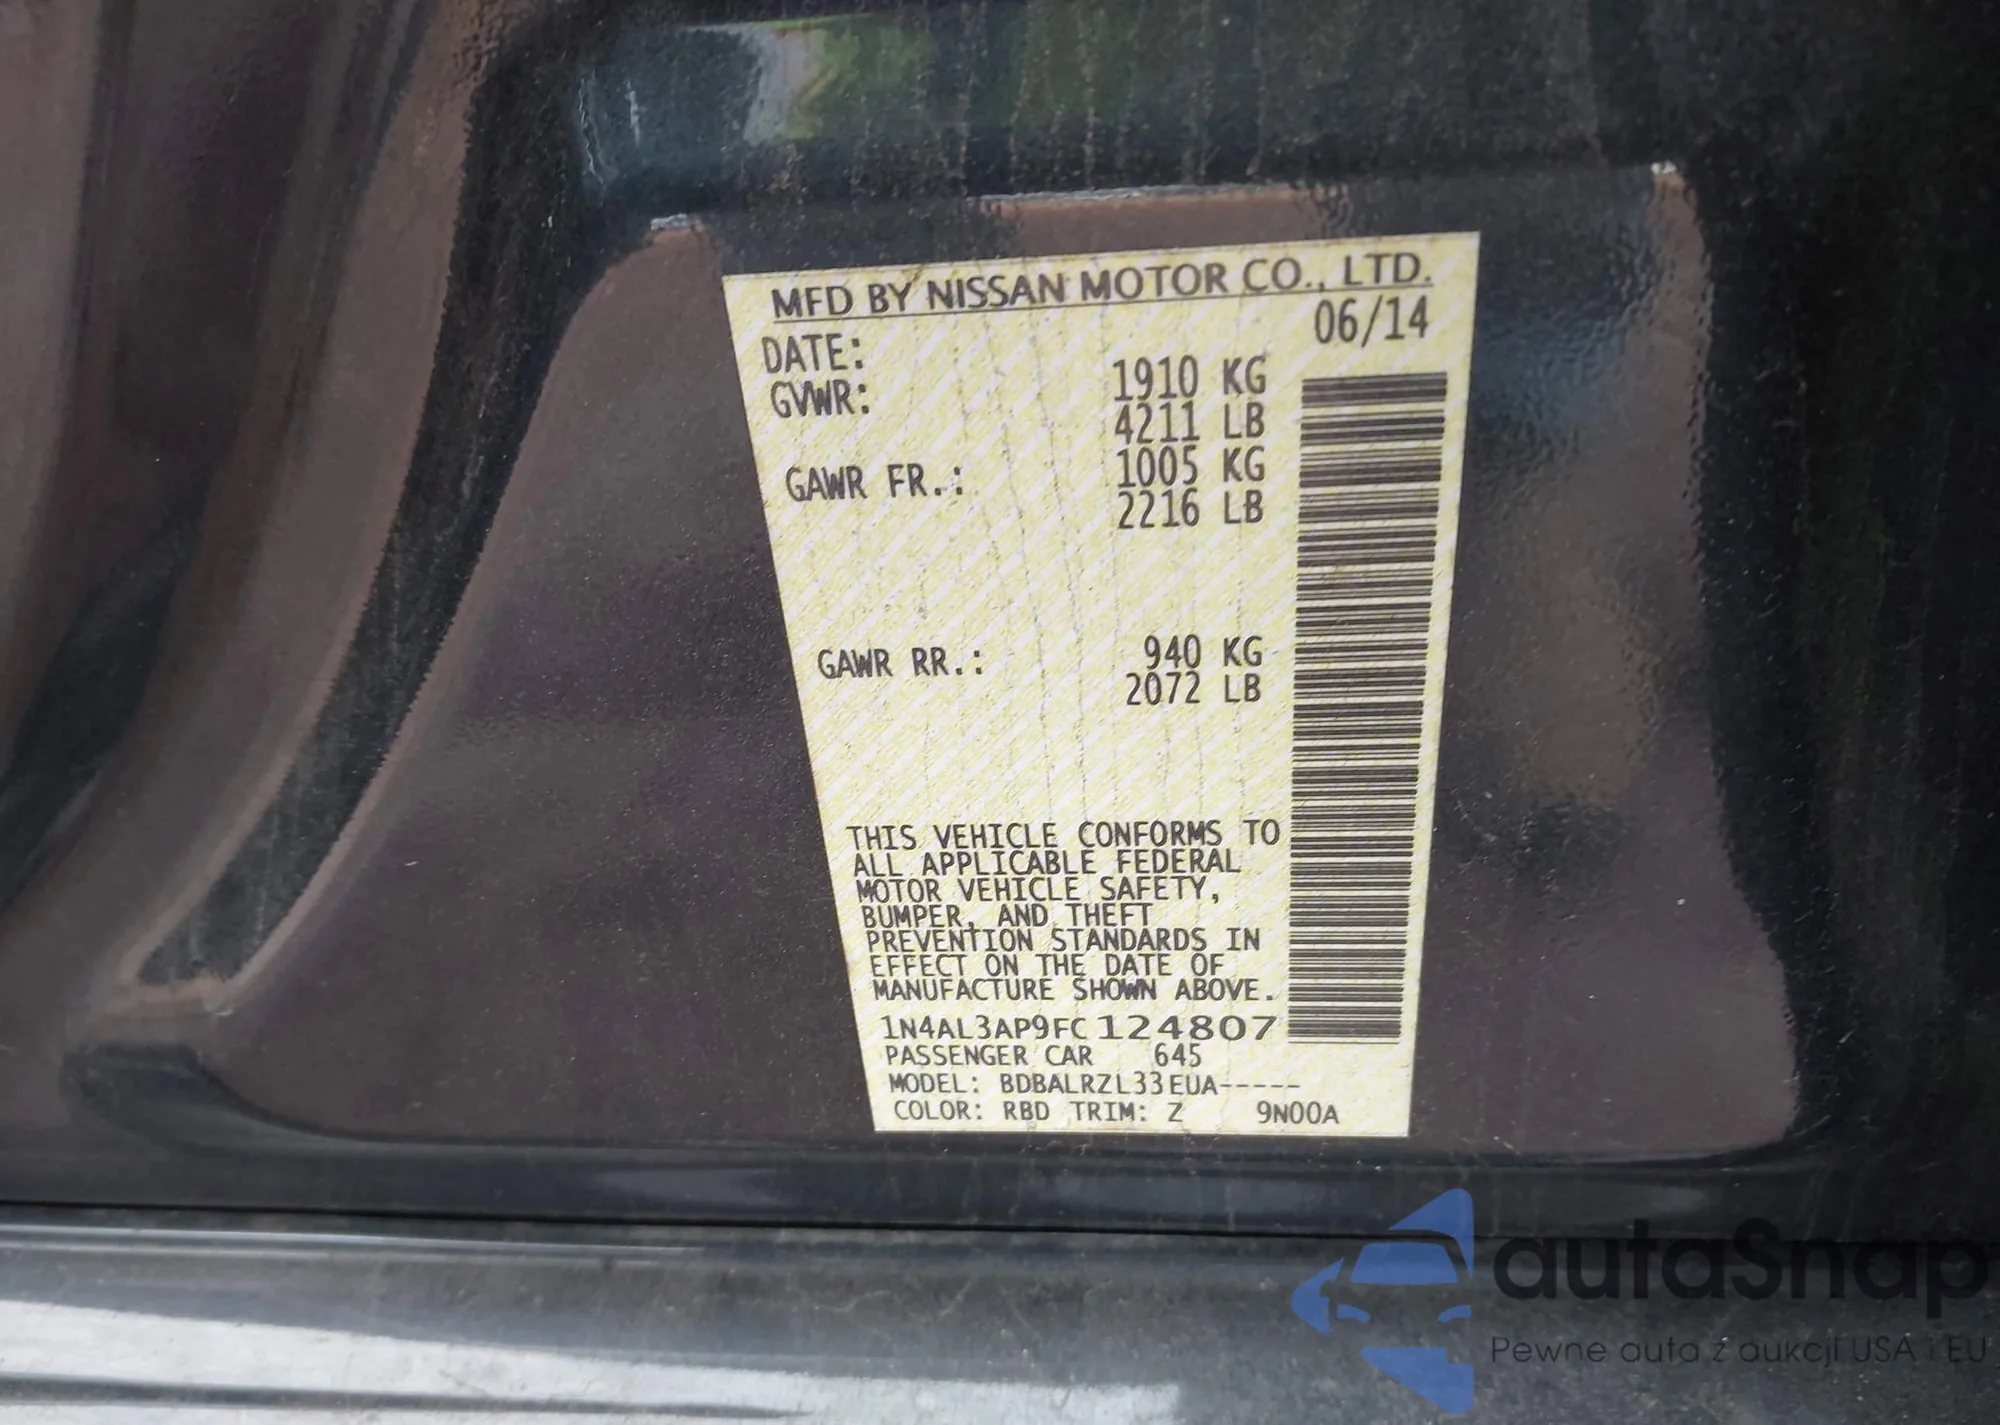 MFD BY NISSAN MOTOR CO., LTD.
DATE: 06/14
GVWR: 1910 KG
4211 LB
GAWR FR.: 1005 KG
2216 LB
GAWR RR.: 940 KG
2072 LB
THIS VEHICLE CONFORMS TO
ALL APPLICABLE FEDERAL
MOTOR VEHICLE SAFETY,
BUMPER, AND THEFT
PREVENTION STANDARDS IN
EFFECT ON THE DATE OF
MANUFACTURE SHOWN ABOVE.
1N4AL3AP9FC124807
PASSENGER CAR 645
MODEL: BDBALRZL33EUA-----
COLOR: RBD TRIM: Z 9N00A
autaSnap
Pewne auta z aukcji USA i EU